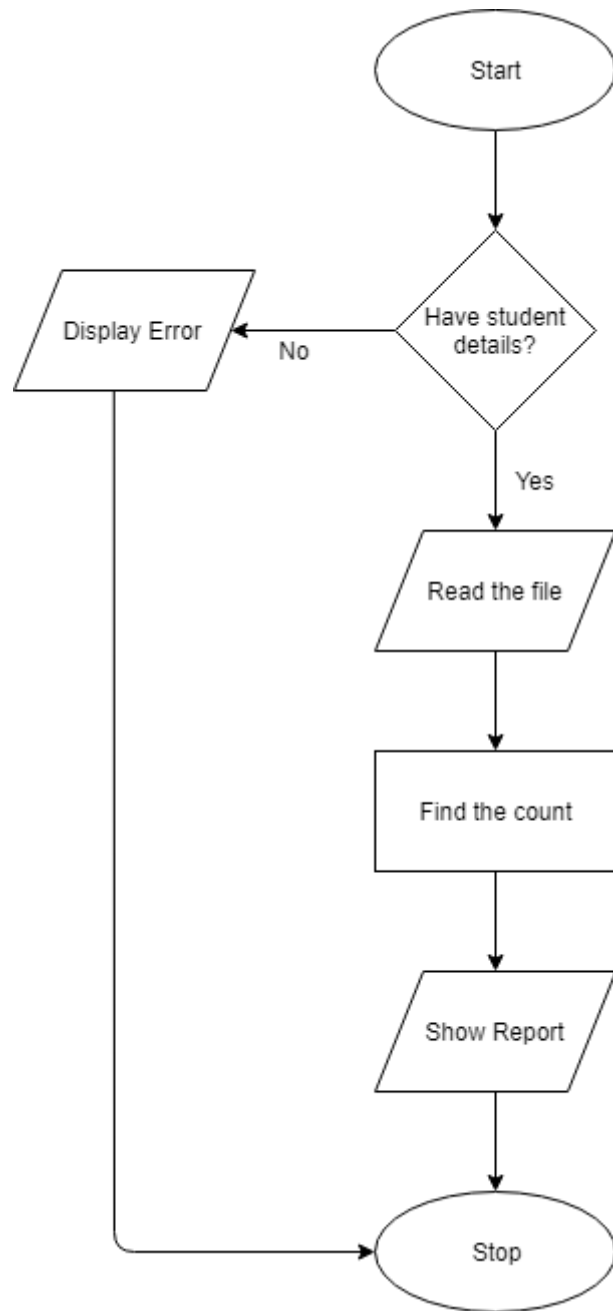 Start
Have student
details?
Display Error
No
Yes
Read the file
Find the count
Show Report
Stop